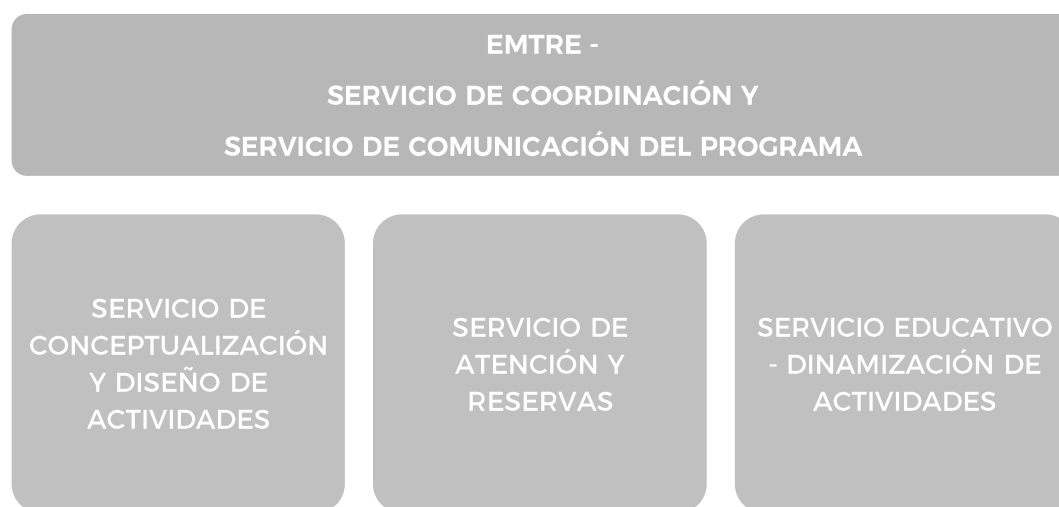 EMTRE -
SERVICIO DE COORDINACIÓN Y
SERVICIO DE COMUNICACIÓN DEL PROGRAMA
SERVICIO DE
CONCEPTUALIZACIÓN
Y DISEÑO DE
ACTIVIDADES
SERVICIO DE
ATENCIÓN Y
RESERVAS
SERVICIO EDUCATIVO
- DINAMIZACIÓN DE
ACTIVIDADES